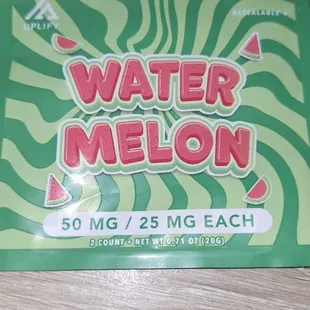 UPLIFT
RESEALABLE
WATER
MELON
50 MG / 25 MG EACH
2 COUNT • NET WT 0.71 OZ (20G)